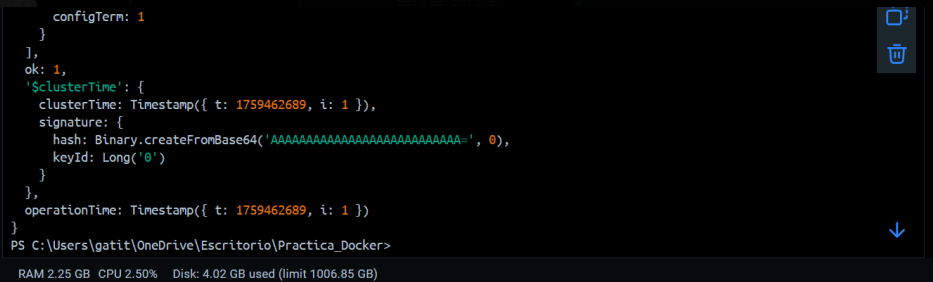 configTerm: 1
}
],
ok: 1,
'$clusterTime': {
clusterTime: Timestamp({ t: 1759462689, i: 1 }),
signature: {
hash: Binary.createFromBase64('AAAAAAAAAAAAAAAAAAAAAAAAAAA=', 0),
keyId: Long('0')
}
},
operationTime: Timestamp({ t: 1759462689, i: 1 })
}
PS C:\Users\gatit\OneDrive\Escritorio\Practica_Docker>
RAM 2.25 GB CPU 2.50% Disk: 4.02 GB used (limit 1006.85 GB)